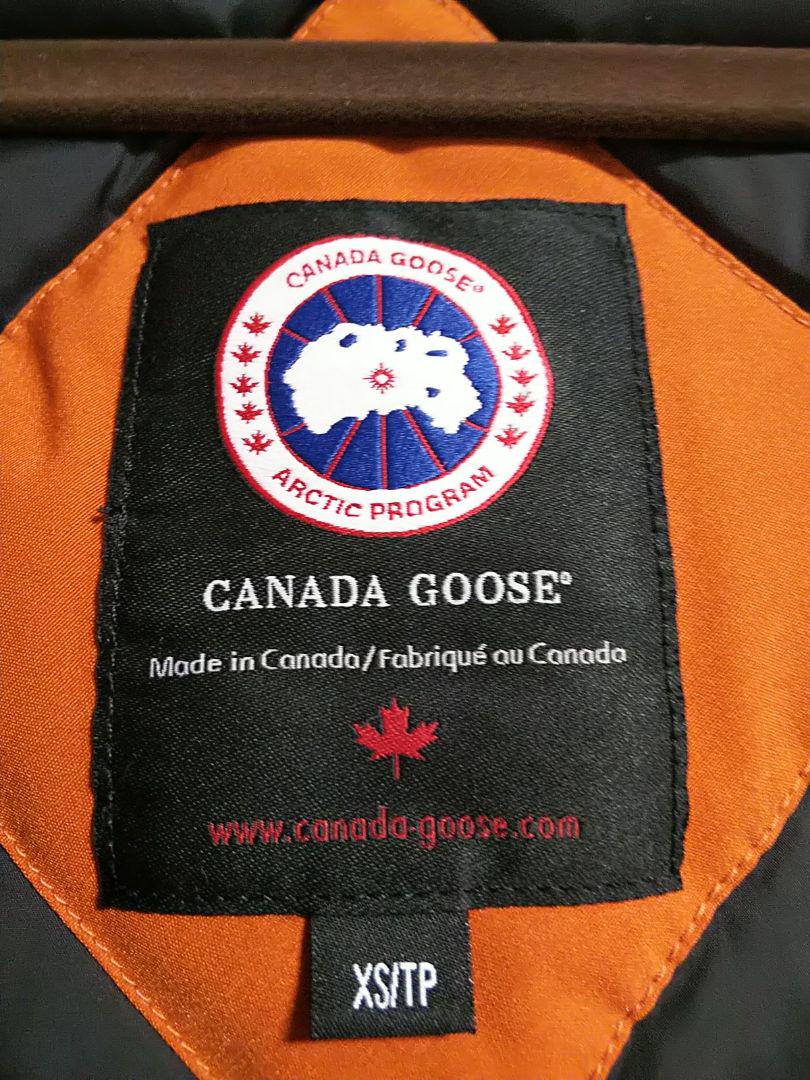 CANADA GOOSE®
ARCTIC PROGRAM
CANADA GOOSE®
Made in Canada/Fabriqué au Canada
www.canada-goose.com
XS/TP